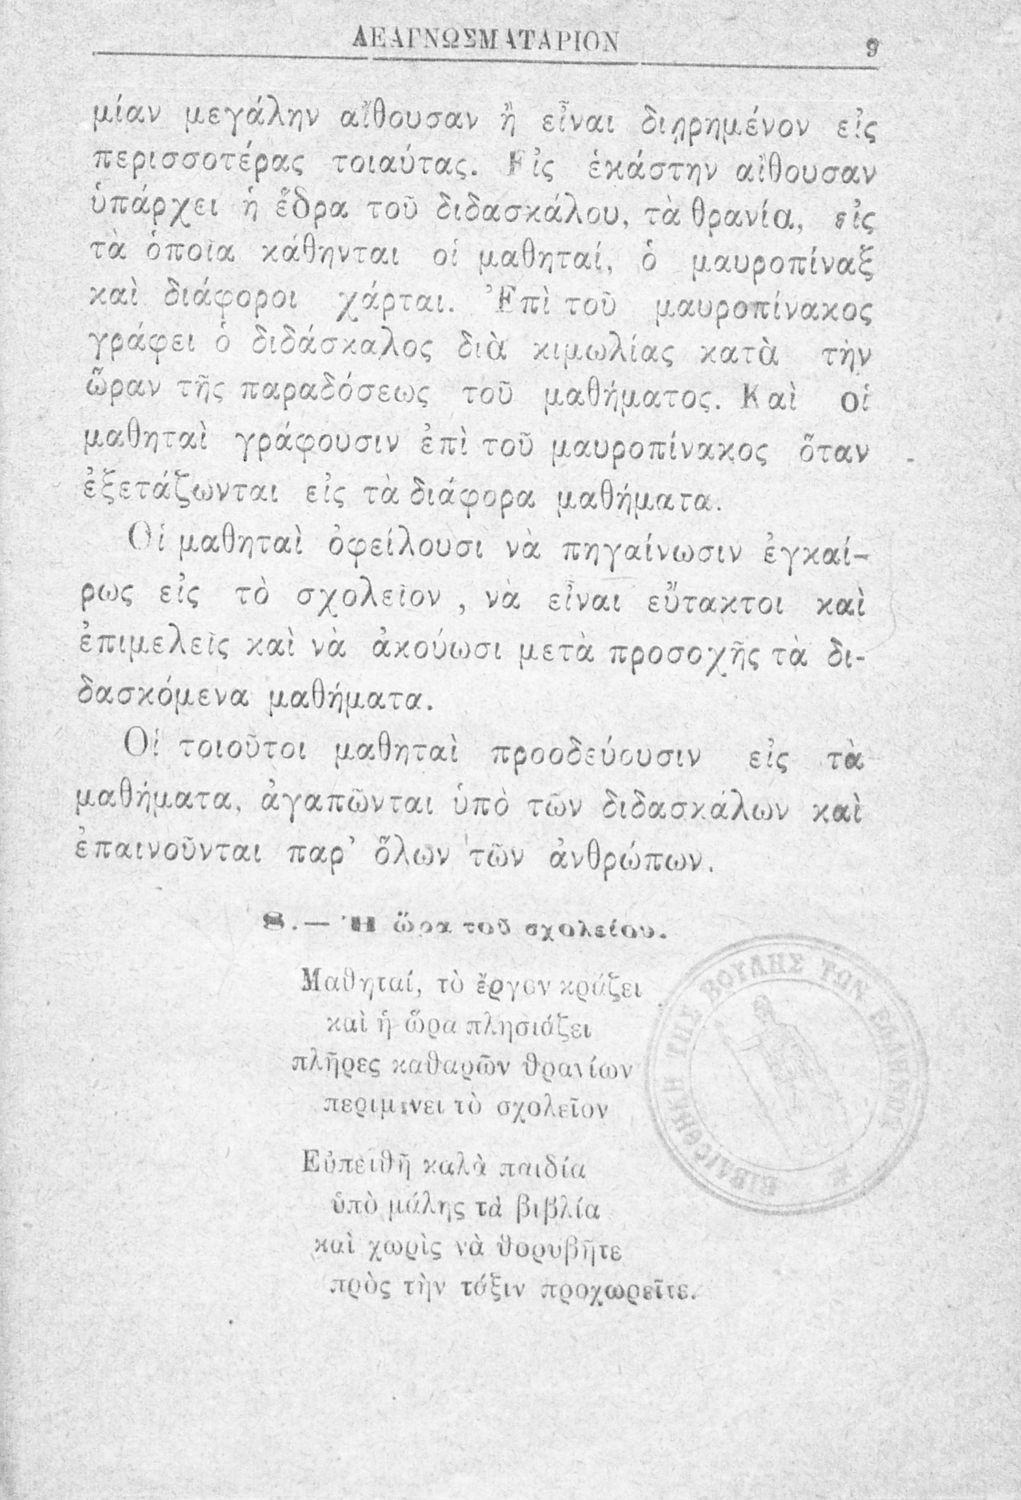 ΔΕΑΓΝΩΣΜΑΤΑΡΙΟΝ 9
μίαν μεγάλην αἴθουσαν ἢ εἶναι διῃρημένον εἰς
περισσοτέρας τοιαύτας. Εἰς ἑκάστην αἴθουσαν
ὑπάρχει ἡ ἕδρα τοῦ διδασκάλου, τὰ θρανία, εἰς
τὰ ὁποῖα κάθηνται οἱ μαθηταί, ὁ μαυροπίναξ
καὶ διάφοροι χάρται. Ἐπὶ τοῦ μαυροπίνακος
γράφει ὁ διδάσκαλος διὰ κιμωλίας κατὰ τὴν
ὥραν τῆς παραδόσεως τοῦ μαθήματος. Καὶ οἱ
μαθηταὶ γράφουσιν ἐπὶ τοῦ μαυροπίνακος ὅταν
ἐξετάζωνται εἰς τὰ διάφορα μαθήματα.
Οἱ μαθηταὶ ὀφείλουσι νὰ πηγαίνωσιν ἐγκαί-
ρως εἰς τὸ σχολεῖον , νὰ εἶναι εὔτακτοι καὶ
ἐπιμελεῖς καὶ νὰ ἀκούωσι μετὰ προσοχῆς τὰ δι-
δασκόμενα μαθήματα.
Οἱ τοιοῦτοι μαθηταὶ προοδεύουσιν εἰς τὰ
μαθήματα, ἀγαπῶνται ὑπὸ τῶν διδασκάλων καὶ
ἐπαινοῦνται παρ' ὅλων τῶν ἀνθρώπων.
8.— Ἡ ὥρα τοῦ σχολείου.
Μαθηταί, τὸ ἔργον κράζει
καὶ ἡ ὥρα πλησιάζει
πλῆρες καθαρῶν θρανίων
περιμένει τὸ σχολεῖον
Εὐπειθῆ καλὰ παιδία
ὑπὸ μάλης τὰ βιβλία
καὶ χωρὶς νὰ θορυβῆτε
πρὸς τὴν τάξιν προχωρεῖτε.
ΒΙΒΛΙΟΘΗΚΗ ΤΗΣ ΒΟΥΛΗΣ ΤΩΝ ΕΛΛΗΝΩΝ